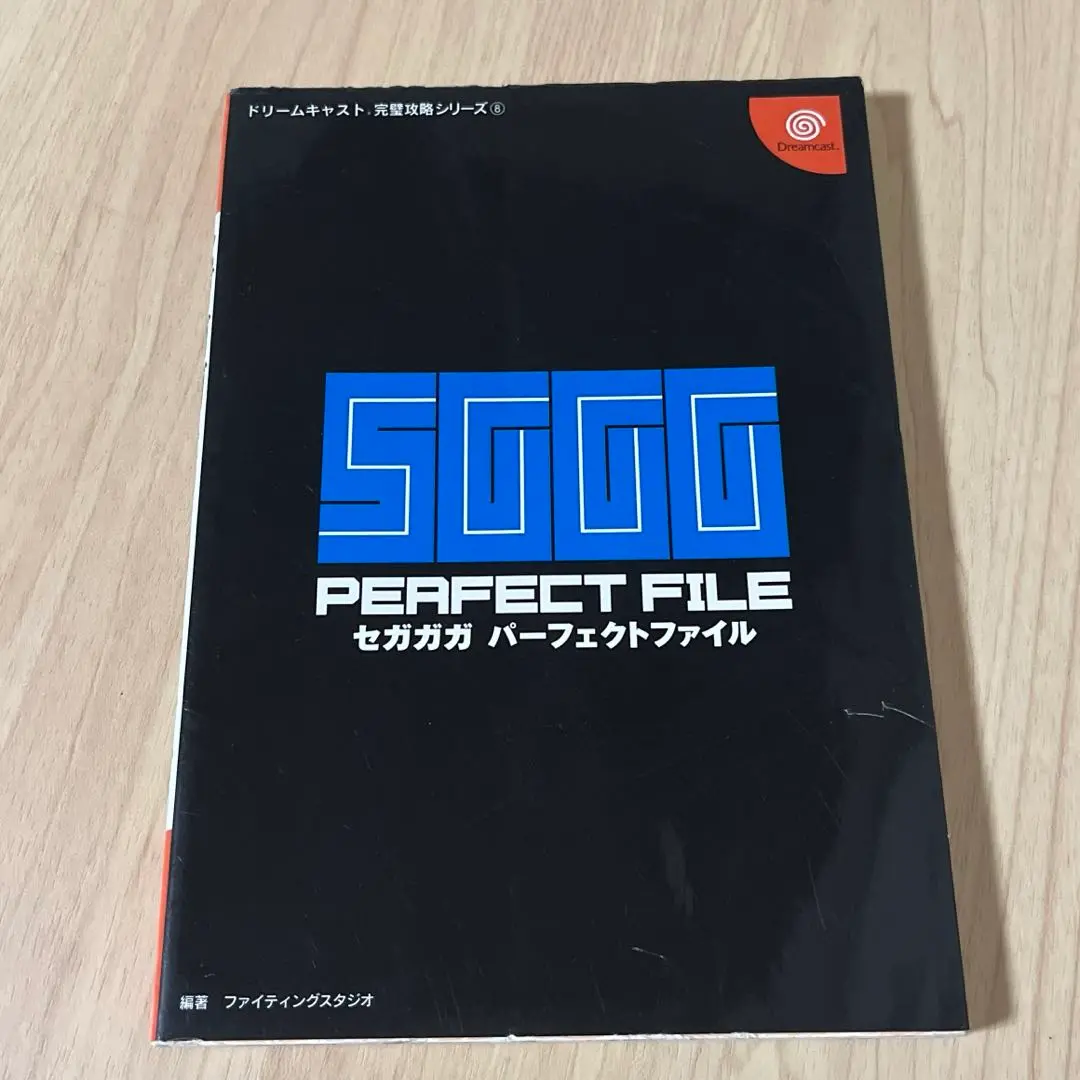 ドリームキャスト®完璧攻略シリーズ⑧
Dreamcast™
SGGG
PERFECT FILE
セガガガ パーフェクトファイル
編著 ファイティングスタジオ